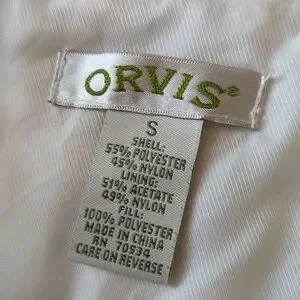 ORVIS®
S
SHELL:
55% POLYESTER
45% NYLON
LINING:
51% ACETATE
49% NYLON
FILL:
100% POLYESTER
MADE IN CHINA
RN 70534
CARE ON REVERSE